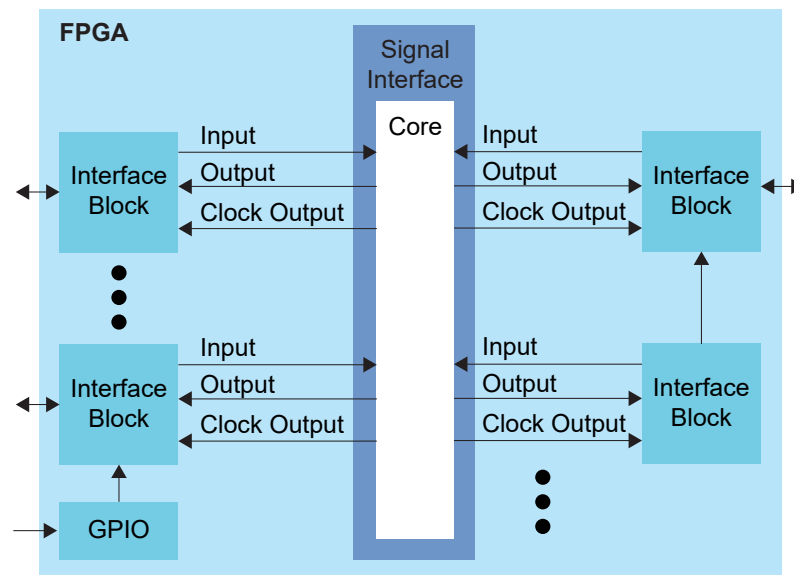 FPGA
Signal
Interface
Core
Input
Output
Clock Output
Interface
Block
Input
Output
Clock Output
Interface
Block
Input
Output
Clock Output
Interface
Block
Input
Output
Clock Output
Interface
Block
GPIO